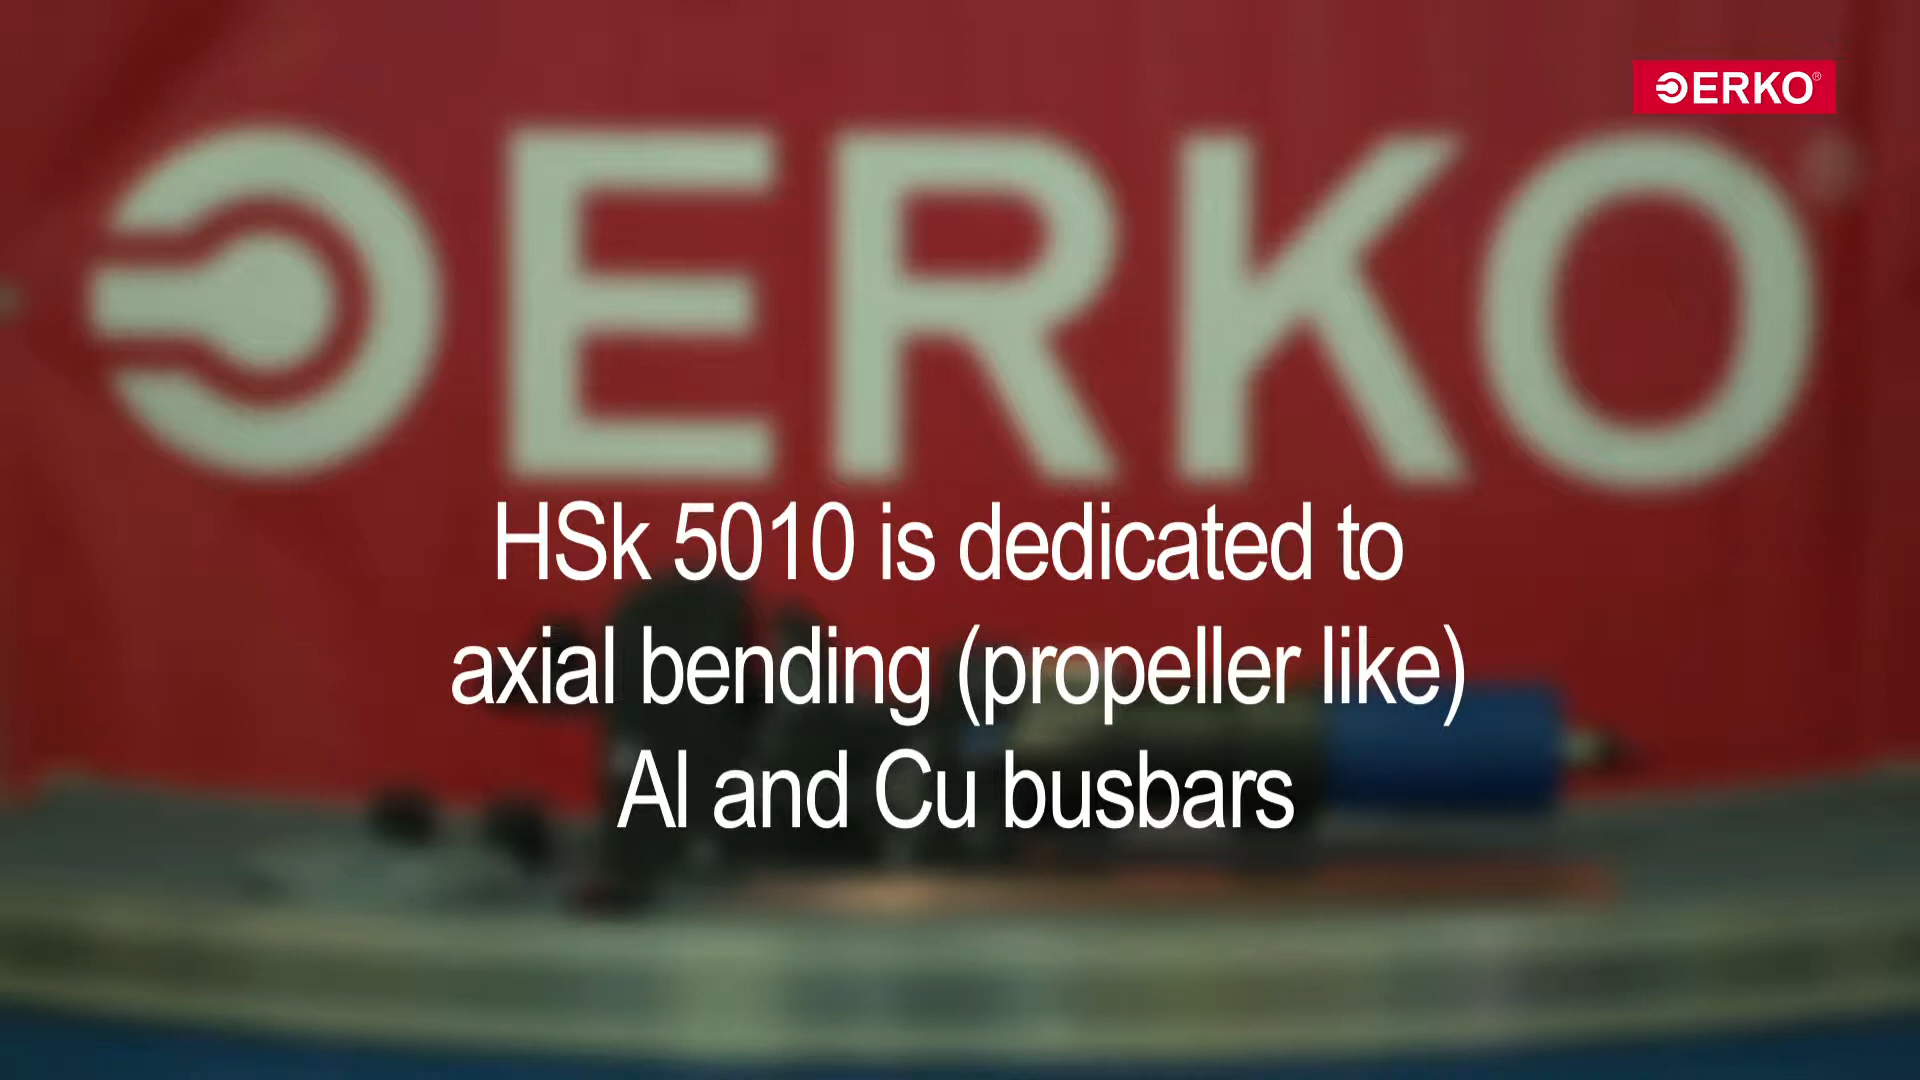 ERKO®
ERKO®
HSk 5010 is dedicated to
axial bending (propeller like)
Al and Cu busbars